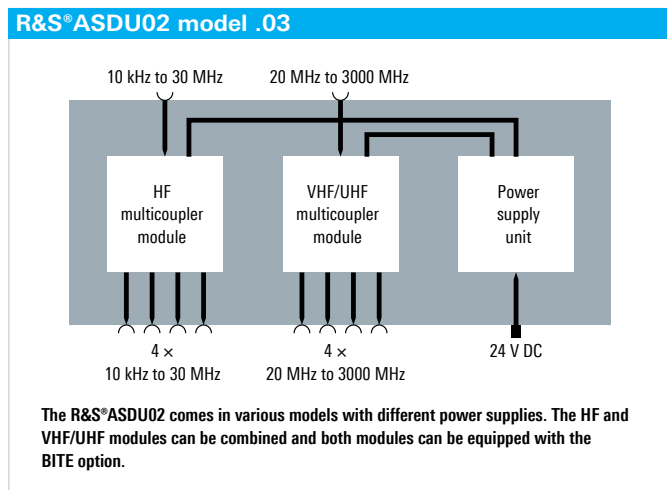 R&S®ASDU02 model .03
10 kHz to 30 MHz
20 MHz to 3000 MHz
HF
multicoupler
module
VHF/UHF
multicoupler
module
Power
supply
unit
4 ×
10 kHz to 30 MHz
4 ×
20 MHz to 3000 MHz
24 V DC
The R&S®ASDU02 comes in various models with different power supplies. The HF and
VHF/UHF modules can be combined and both modules can be equipped with the
BITE option.